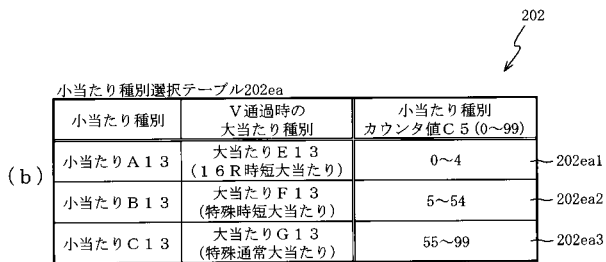 202
小当たり種別選択テーブル202ea
小当たり種別
V通過時の
大当たり種別
小当たり種別
カウンタ値C5(0～99)
(b)
小当たりA13
大当たりE13
(16R時短大当たり)
0～4
202ea1
小当たりB13
大当たりF13
(特殊時短大当たり)
5～54
202ea2
小当たりC13
大当たりG13
(特殊通常大当たり)
55～99
202ea3